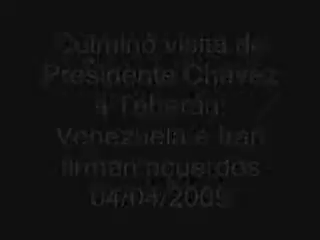 Culminó visita de
Presidente Chávez
a Teherán:
Venezuela e Irán
firman acuerdos
04/04/2009